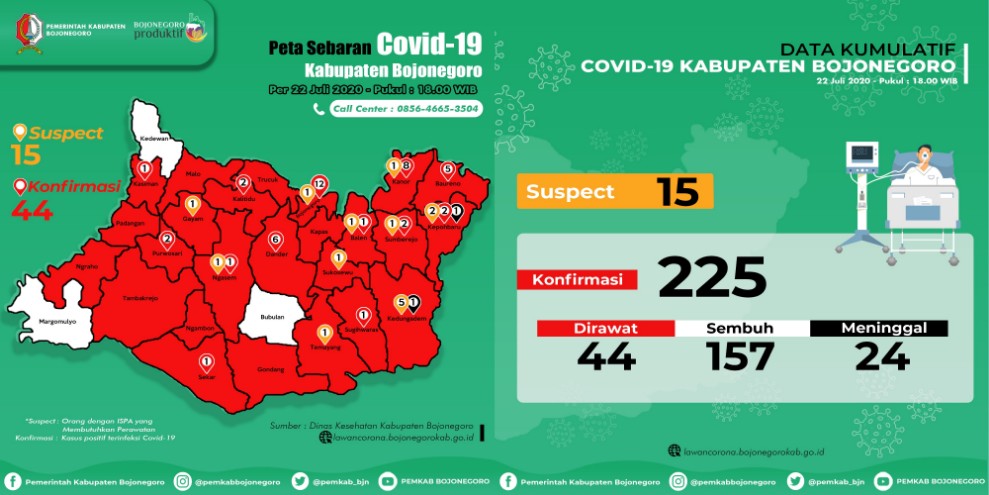 PEMERINTAH KABUPATEN
BOJONEGORO
BOJONEGORO
produktif
Peta Sebaran Covid-19
Kabupaten Bojonegoro
Per 22 Juli 2020 - Pukul : 18.00 WIB
Call Center : 0856-4665-3504
Suspect
15
Konfirmasi
44
Kedewan
1
Kasiman
Malo
Trucuk
2
Kalitidu
1 12
1 8
Kanor
5
Baureno
1
Gayam
Padangan
2
Purwosari
6
Dander
Kapas
1 1
Balen
1 2
Sumberejo
2 2 1
Kepohbaru
Ngraho
1 1
Ngasem
1
Sukosewu
Tambakrejo
Margomulyo
Bubulan
5 1
Kedungadem
1
Sugihwaras
Ngambon
1
Temayang
1
Sekar
Gondang
*Suspect : Orang dengan ISPA yang
Membutuhkan Perawatan
Konfirmasi : Kasus positif terinfeksi Covid-19
Sumber : Dinas Kesehatan Kabupaten Bojonegoro
lawancorona.bojonegorokab.go.id
Pemerintah Kabupaten Bojonegoro @pemkabbojonegoro @pemkab_bjn PEMKAB BOJONEGORO
DATA KUMULATIF
COVID-19 KABUPATEN BOJONEGORO
22 Juli 2020 - Pukul : 18.00 WIB
Suspect 15
Konfirmasi 225
Dirawat Sembuh Meninggal
44 157 24
lawancorona.bojonegorokab.go.id
Pemerintah Kabupaten Bojonegoro @pemkabbojonegoro @pemkab_bjn PEMKAB BOJONEGORO